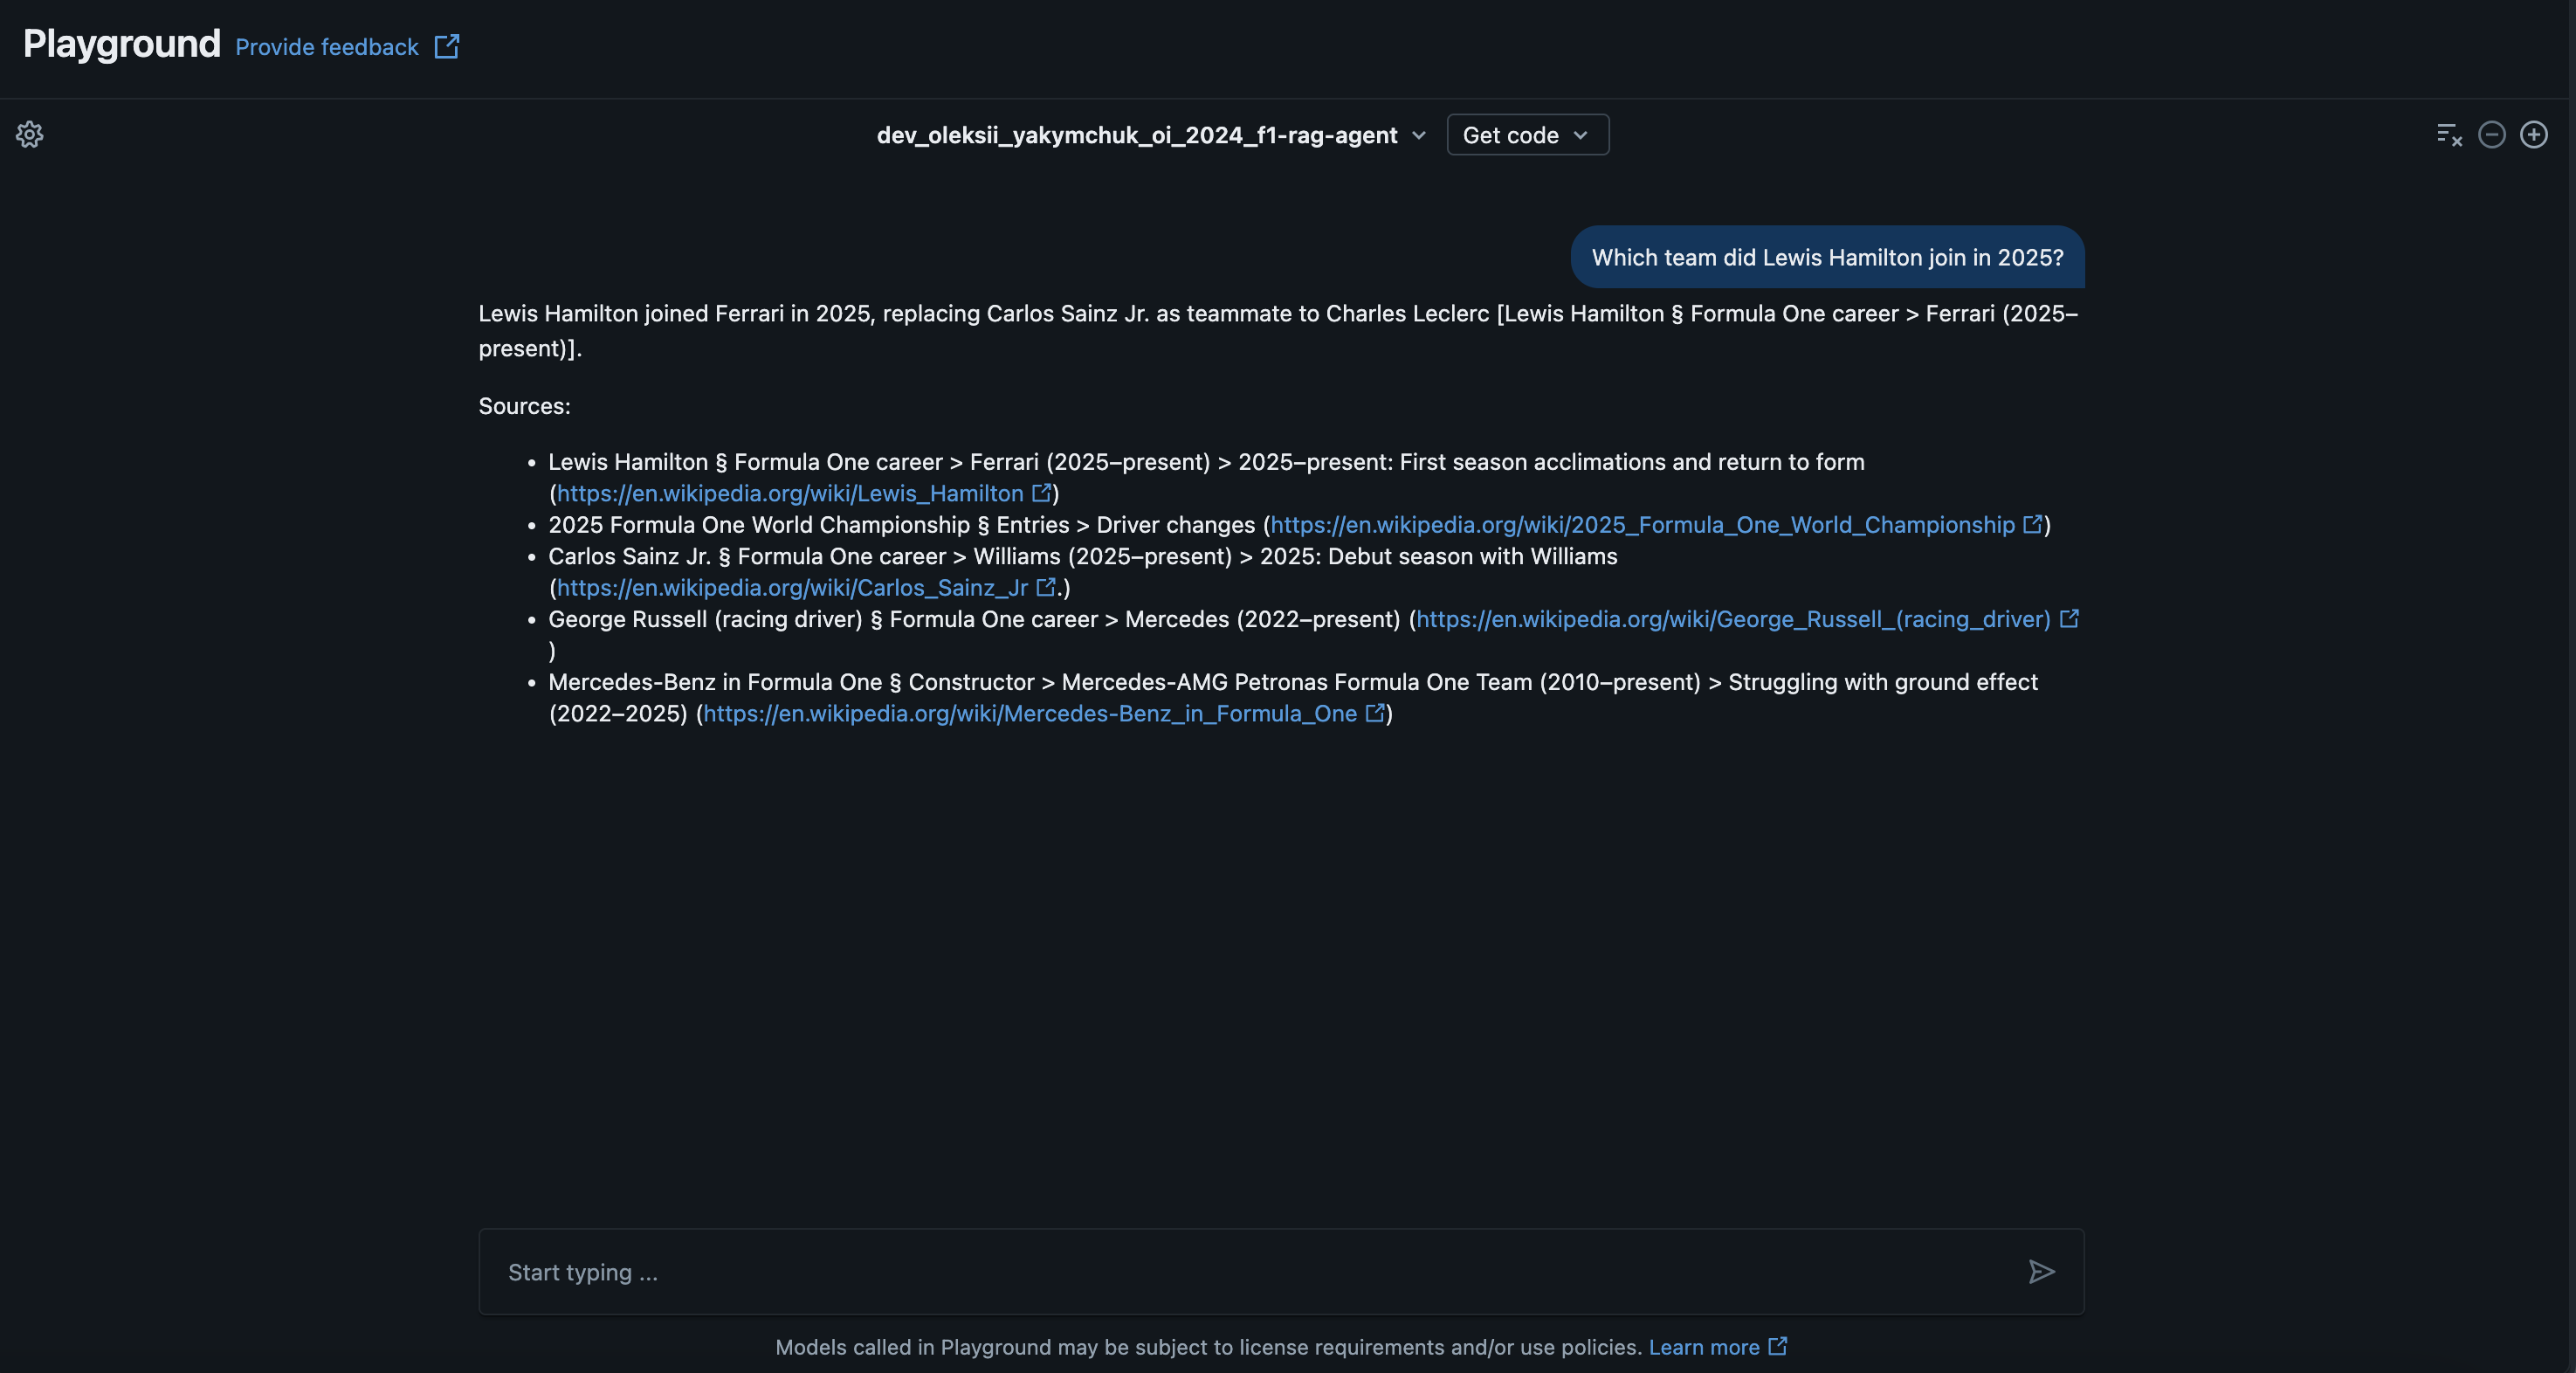 Playground Provide feedback
dev_oleksii_yakymchuk_oi_2024_f1-rag-agent Get code
Which team did Lewis Hamilton join in 2025?
Lewis Hamilton joined Ferrari in 2025, replacing Carlos Sainz Jr. as teammate to Charles Leclerc [Lewis Hamilton § Formula One career > Ferrari (2025–
present)].
Sources:
• Lewis Hamilton § Formula One career > Ferrari (2025–present) > 2025–present: First season acclimations and return to form
(https://en.wikipedia.org/wiki/Lewis_Hamilton)
• 2025 Formula One World Championship § Entries > Driver changes (https://en.wikipedia.org/wiki/2025_Formula_One_World_Championship)
• Carlos Sainz Jr. § Formula One career > Williams (2025–present) > 2025: Debut season with Williams
(https://en.wikipedia.org/wiki/Carlos_Sainz_Jr.)
• George Russell (racing driver) § Formula One career > Mercedes (2022–present) (https://en.wikipedia.org/wiki/George_Russell_(racing_driver)
)
• Mercedes-Benz in Formula One § Constructor > Mercedes-AMG Petronas Formula One Team (2010–present) > Struggling with ground effect
(2022–2025) (https://en.wikipedia.org/wiki/Mercedes-Benz_in_Formula_One)
Start typing ...
Models called in Playground may be subject to license requirements and/or use policies. Learn more